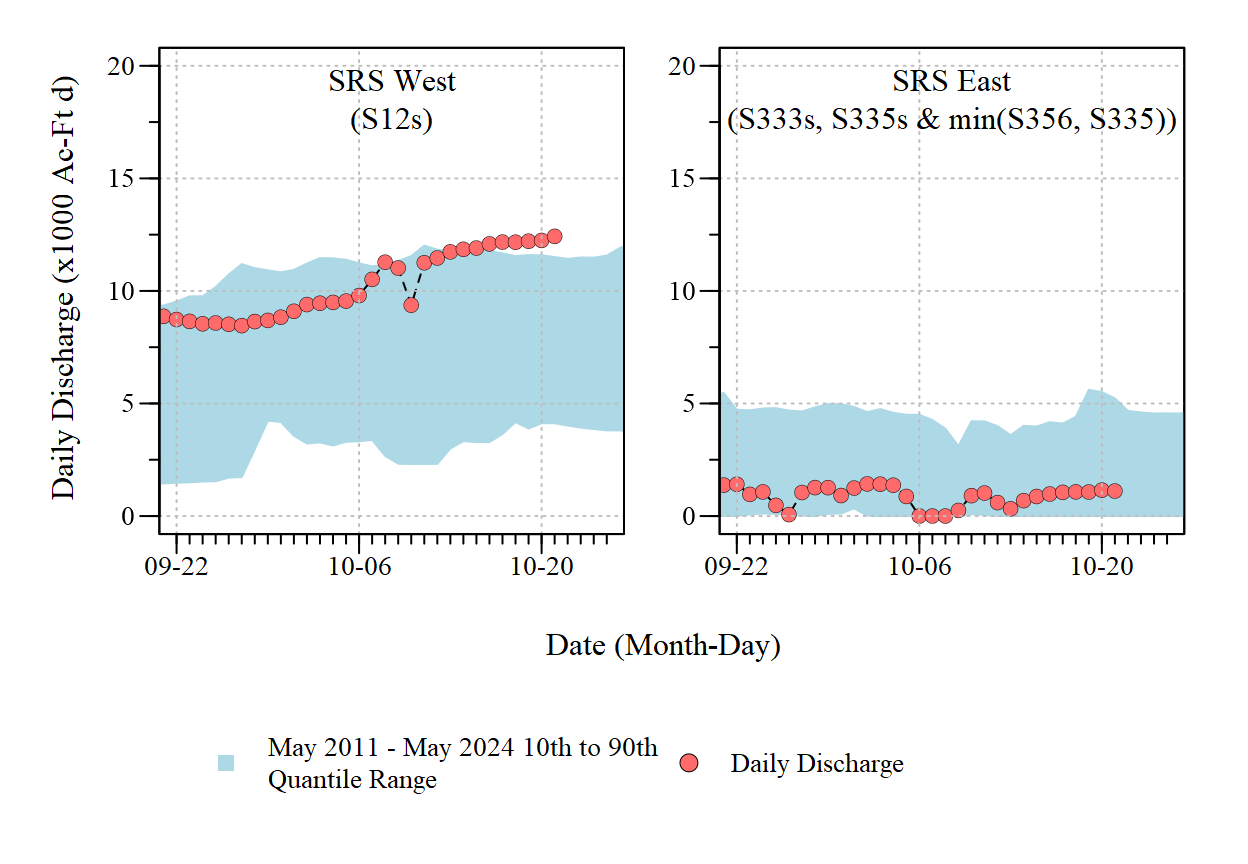 Daily Discharge (x1000 Ac-Ft d)
20
15
10
5
0
SRS West
(S12s)
09-22
10-06
10-20
20
15
10
5
0
SRS East
(S333s, S335s & min(S356, S335))
09-22
10-06
10-20
Date (Month-Day)
May 2011 - May 2024 10th to 90th
Quantile Range
Daily Discharge